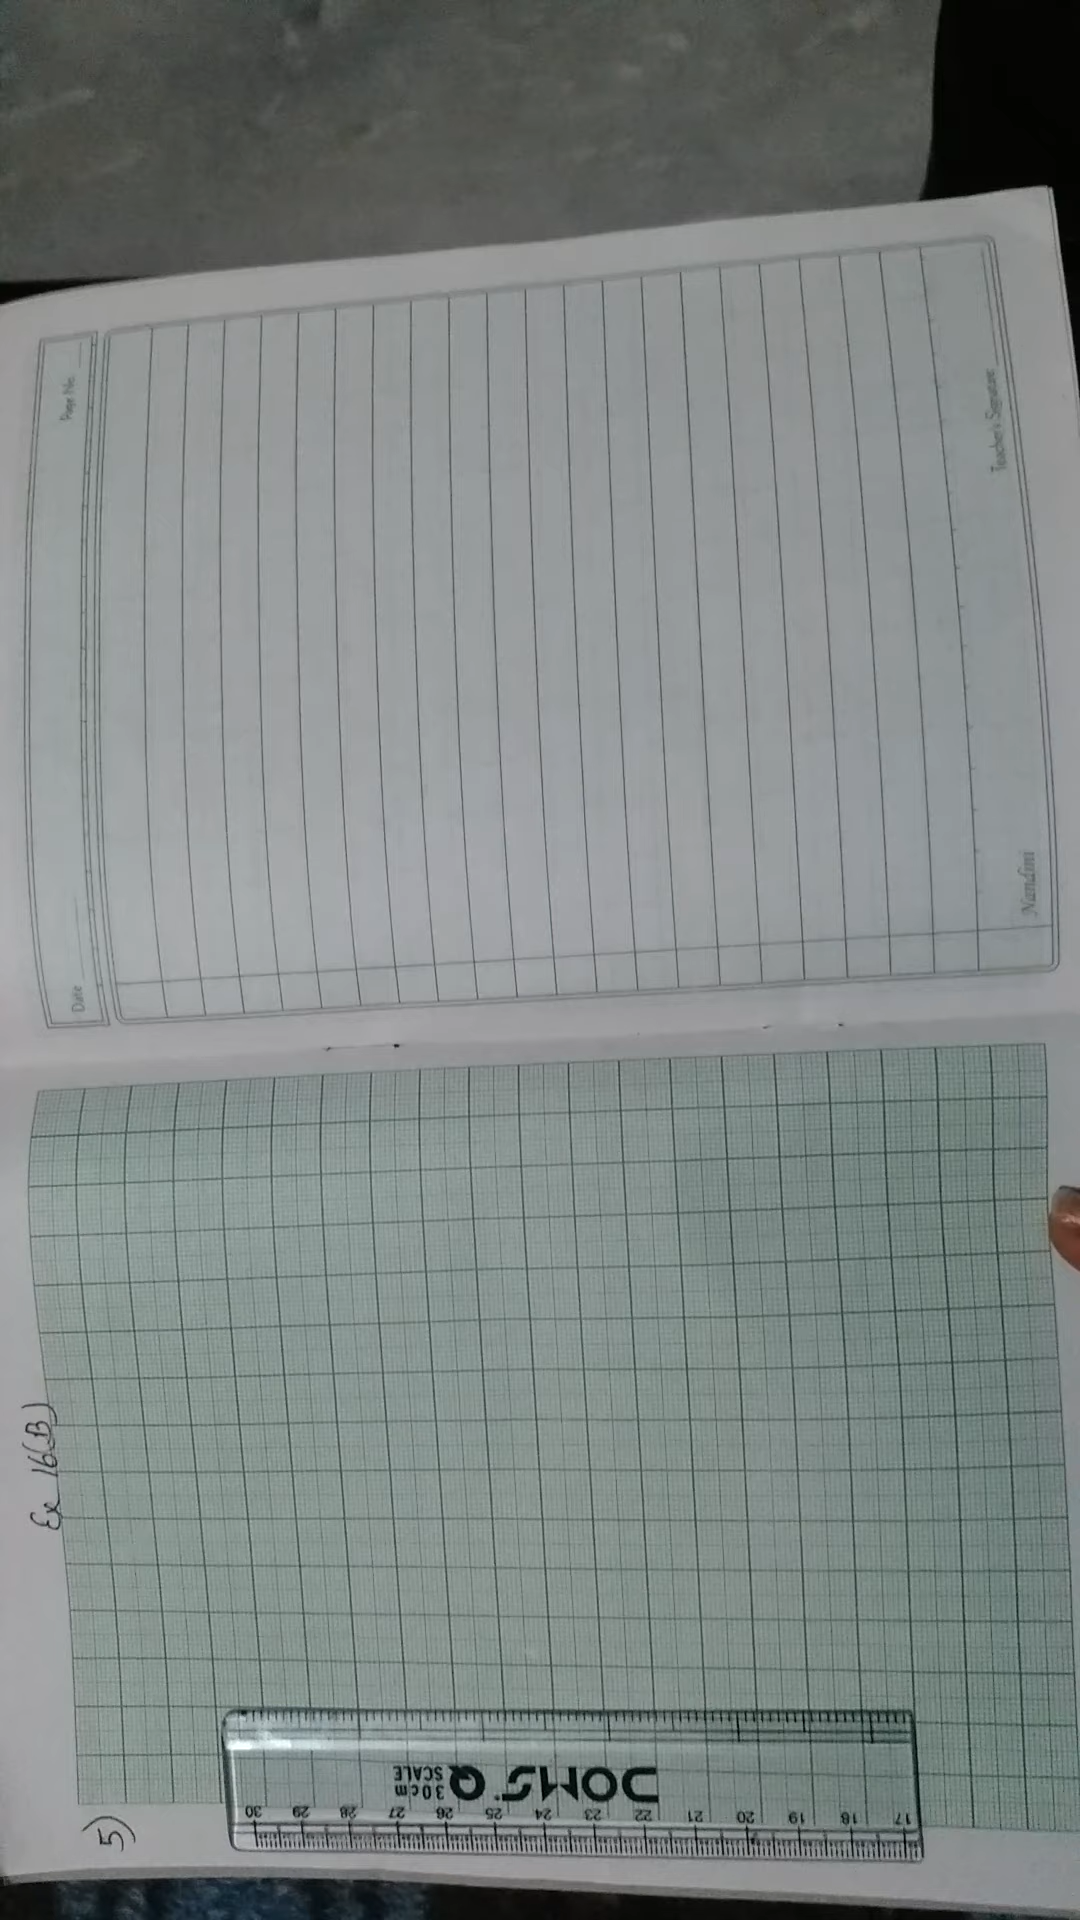 Page No.
Date
Teacher's Signature
Nandini
Ex 16(B)
5)
DOMS Q
30cm
SCALE
30 29 28 27 26 25 24 23 22 21 20 19 18 17